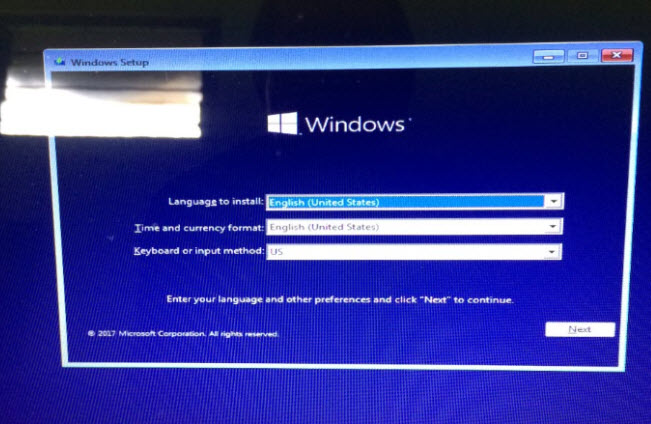 Windows Setup
Windows
Language to install: English (United States)
Time and currency format: English (United States)
Keyboard or input method: US
Enter your language and other preferences and click "Next" to continue.
© 2017 Microsoft Corporation. All rights reserved.
Next